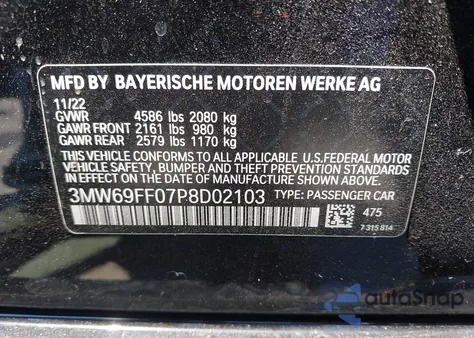 MFD BY BAYERISCHE MOTOREN WERKE AG
11/22
GVWR 4586 lbs 2080 kg
GAWR FRONT 2161 lbs 980 kg
GAWR REAR 2579 lbs 1170 kg
THIS VEHICLE CONFORMS TO ALL APPLICABLE U.S.FEDERAL MOTOR
VEHICLE SAFETY, BUMPER, AND THEFT PREVENTION
STANDARDS IN EFFECT ON THE DATE OF MANUFACTURE SHOWN ABOVE.
3MW69FF07P8D02103 TYPE: PASSENGER CAR
475
7 315 814
autoSnap